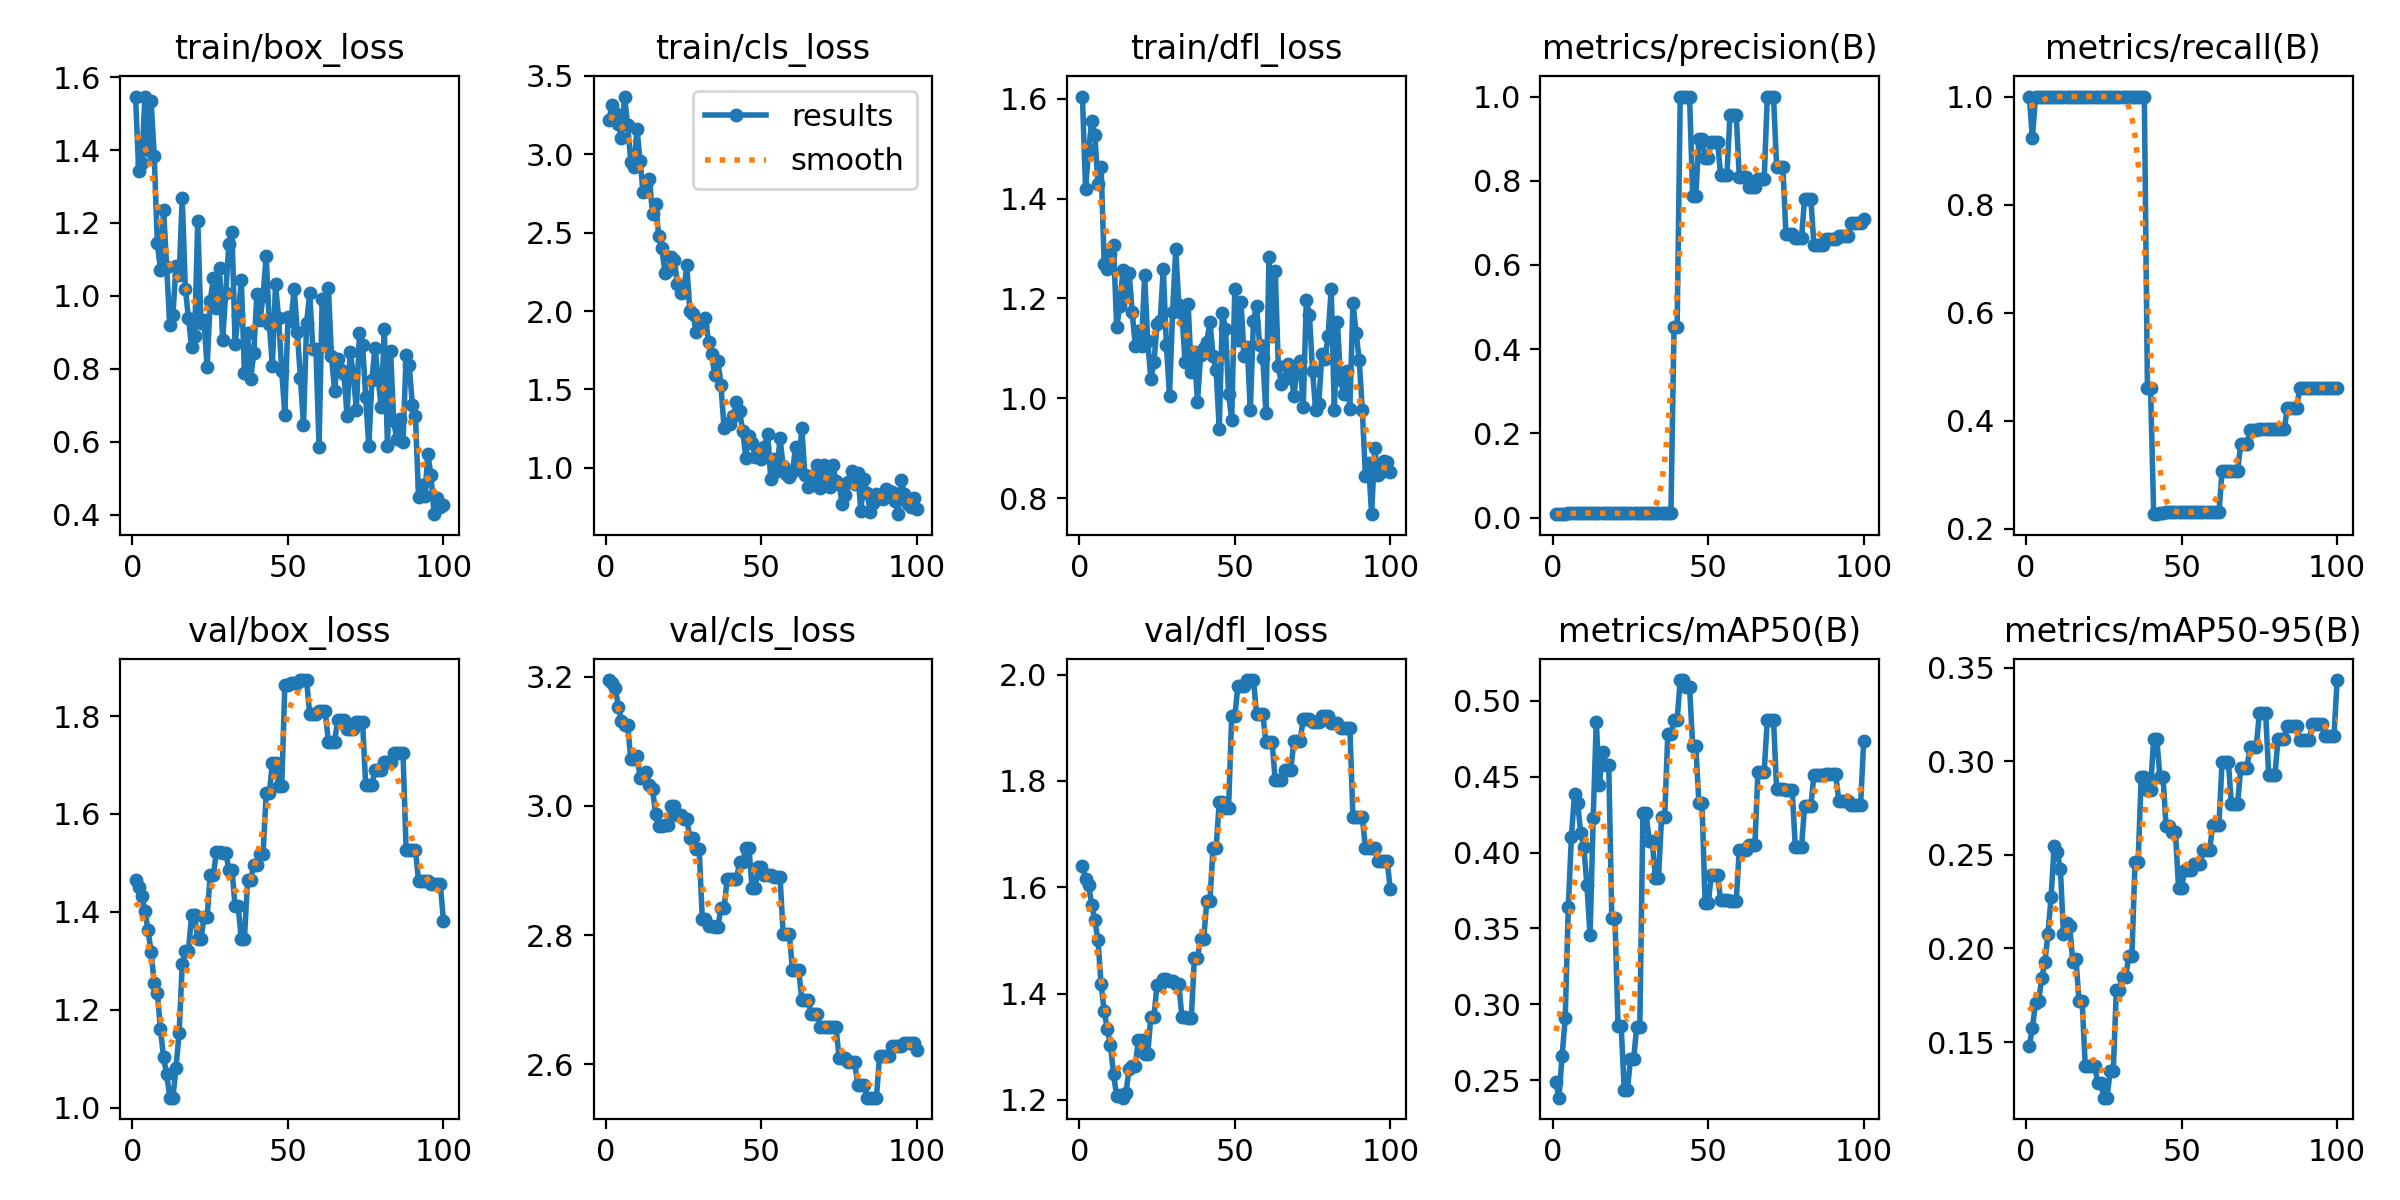 train/box_loss
1.6
1.4
1.2
1.0
0.8
0.6
0.4
0 50 100
train/cls_loss
3.5
3.0
2.5
2.0
1.5
1.0
results
smooth
0 50 100
train/dfl_loss
1.6
1.4
1.2
1.0
0.8
0 50 100
metrics/precision(B)
1.0
0.8
0.6
0.4
0.2
0.0
0 50 100
metrics/recall(B)
1.0
0.8
0.6
0.4
0.2
0 50 100
val/box_loss
1.8
1.6
1.4
1.2
1.0
0 50 100
val/cls_loss
3.2
3.0
2.8
2.6
0 50 100
val/dfl_loss
2.0
1.8
1.6
1.4
1.2
0 50 100
metrics/mAP50(B)
0.50
0.45
0.40
0.35
0.30
0.25
0 50 100
metrics/mAP50-95(B)
0.35
0.30
0.25
0.20
0.15
0 50 100